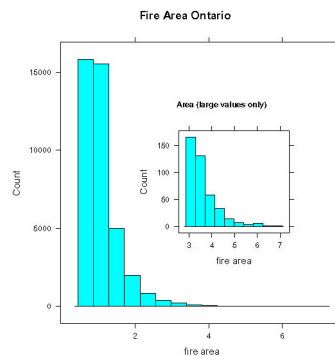 Fire Area Ontario
15000
10000
5000
0
Count
2 4 6
fire area
Area (large values only)
150
100
50
0
Count
3 4 5 6 7
fire area